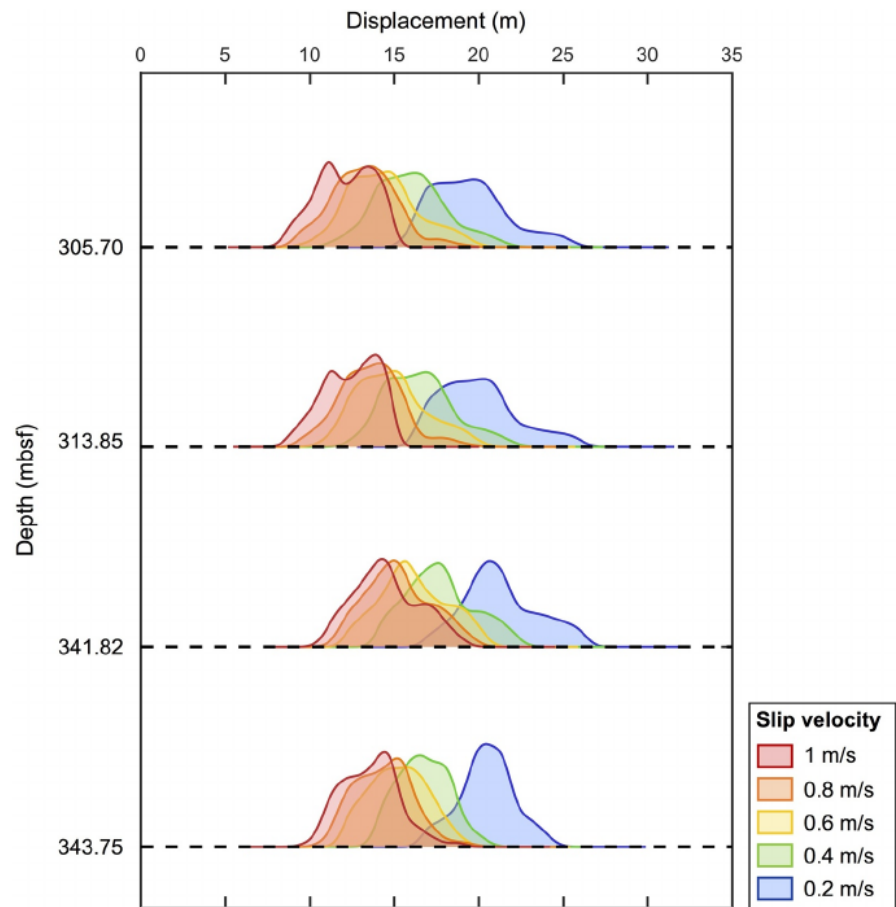 Displacement (m)
0 5 10 15 20 25 30 35
Depth (mbsf)
305.70
313.85
341.82
343.75
Slip velocity
1 m/s
0.8 m/s
0.6 m/s
0.4 m/s
0.2 m/s